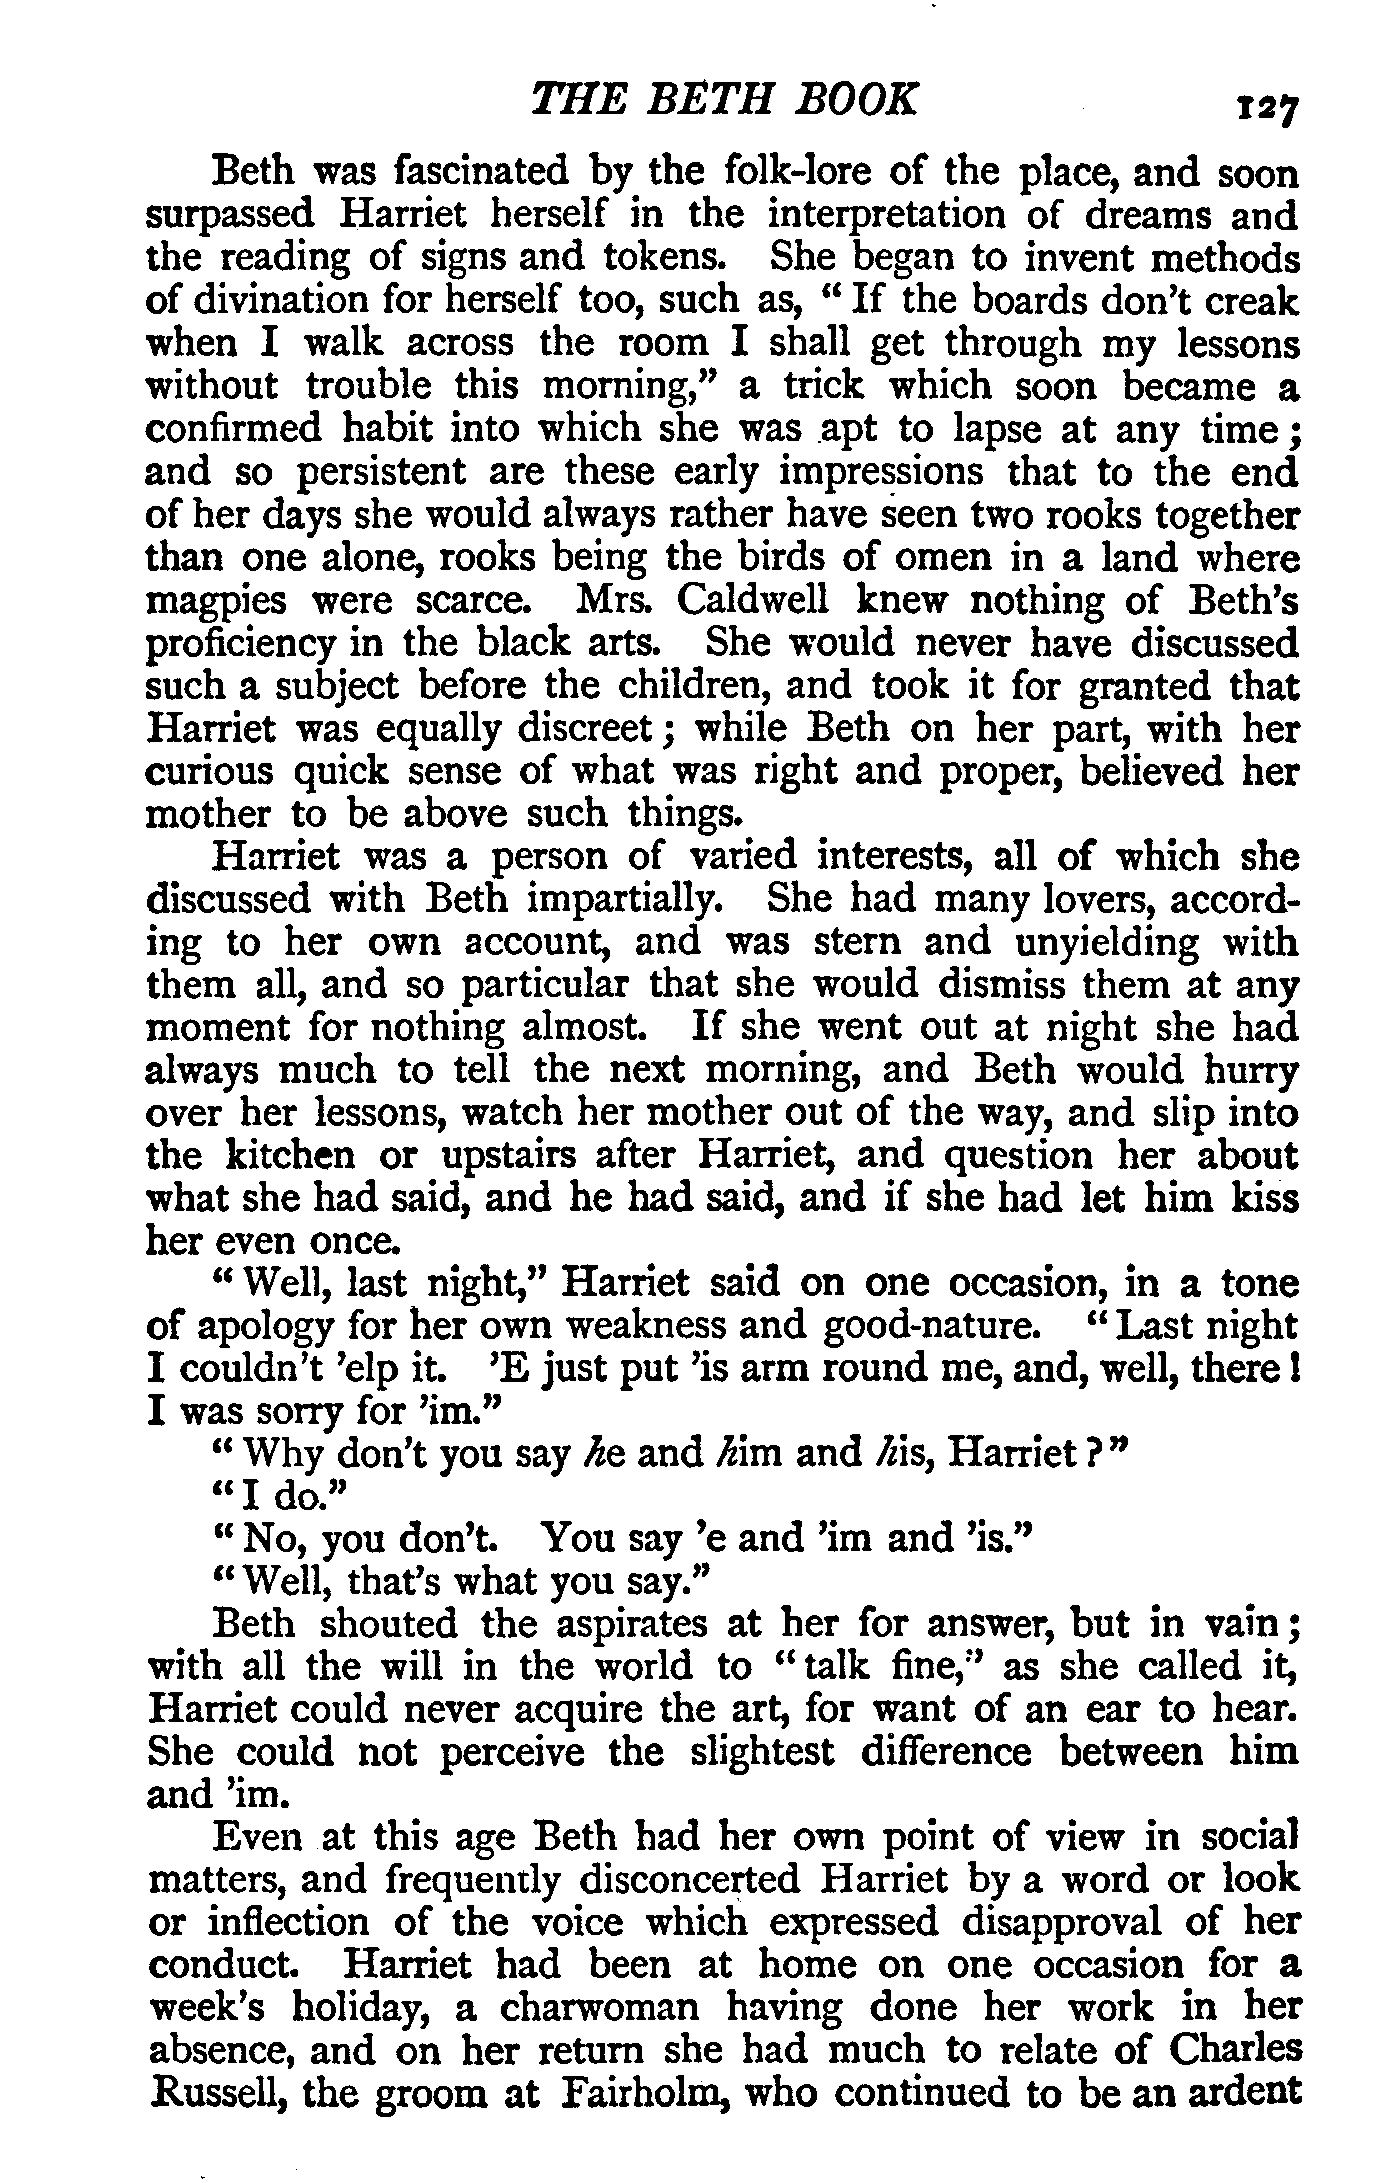 THE BETH BOOK 127
Beth was fascinated by the folk-lore of the place, and soon
surpassed Harriet herself in the interpretation of dreams and
the reading of signs and tokens. She began to invent methods
of divination for herself too, such as, “If the boards don’t creak
when I walk across the room I shall get through my lessons
without trouble this morning,” a trick which soon became a
confirmed habit into which she was apt to lapse at any time;
and so persistent are these early impressions that to the end
of her days she would always rather have seen two rooks together
than one alone, rooks being the birds of omen in a land where
magpies were scarce. Mrs. Caldwell knew nothing of Beth’s
proficiency in the black arts. She would never have discussed
such a subject before the children, and took it for granted that
Harriet was equally discreet; while Beth on her part, with her
curious quick sense of what was right and proper, believed her
mother to be above such things.
Harriet was a person of varied interests, all of which she
discussed with Beth impartially. She had many lovers, accord-
ing to her own account, and was stern and unyielding with
them all, and so particular that she would dismiss them at any
moment for nothing almost. If she went out at night she had
always much to tell the next morning, and Beth would hurry
over her lessons, watch her mother out of the way, and slip into
the kitchen or upstairs after Harriet, and question her about
what she had said, and he had said, and if she had let him kiss
her even once.
“Well, last night,” Harriet said on one occasion, in a tone
of apology for her own weakness and good-nature. “Last night
I couldn’t ’elp it. ’E just put ’is arm round me, and, well, there!
I was sorry for ’im.”
“Why don’t you say he and him and his, Harriet?”
“I do.”
“No, you don’t. You say ’e and ’im and ’is.”
“Well, that’s what you say.”
Beth shouted the aspirates at her for answer, but in vain;
with all the will in the world to “talk fine,” as she called it,
Harriet could never acquire the art, for want of an ear to hear.
She could not perceive the slightest difference between him
and ’im.
Even at this age Beth had her own point of view in social
matters, and frequently disconcerted Harriet by a word or look
or inflection of the voice which expressed disapproval of her
conduct. Harriet had been at home on one occasion for a
week’s holiday, a charwoman having done her work in her
absence, and on her return she had much to relate of Charles
Russell, the groom at Fairholm, who continued to be an ardent